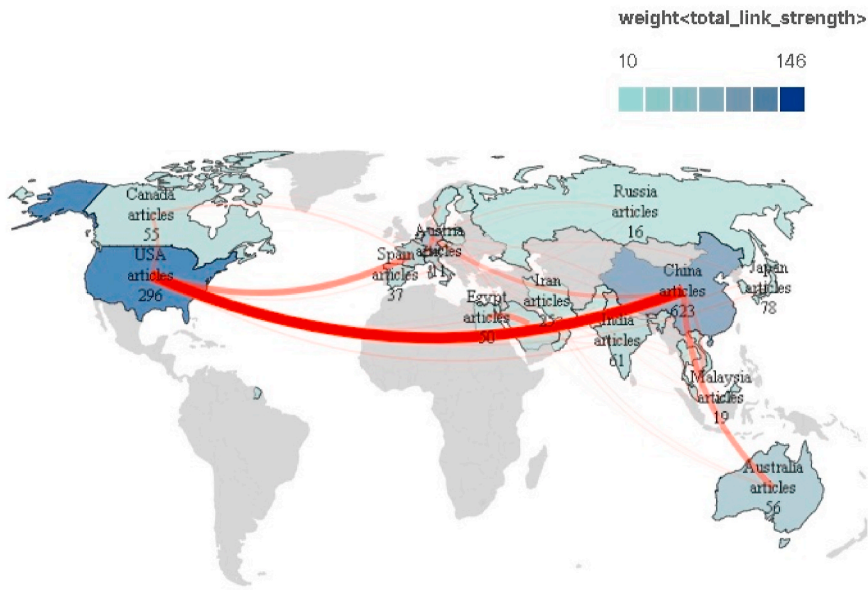 weight<total_link_strength>
10 146
Canada
articles
55
USA
articles
296
Spain
articles
37
Austria
articles
11
Russia
articles
16
Iran
articles
25
Egypt
articles
50
China
articles
623
Japan
articles
78
India
articles
61
Malaysia
articles
19
Australia
articles
56